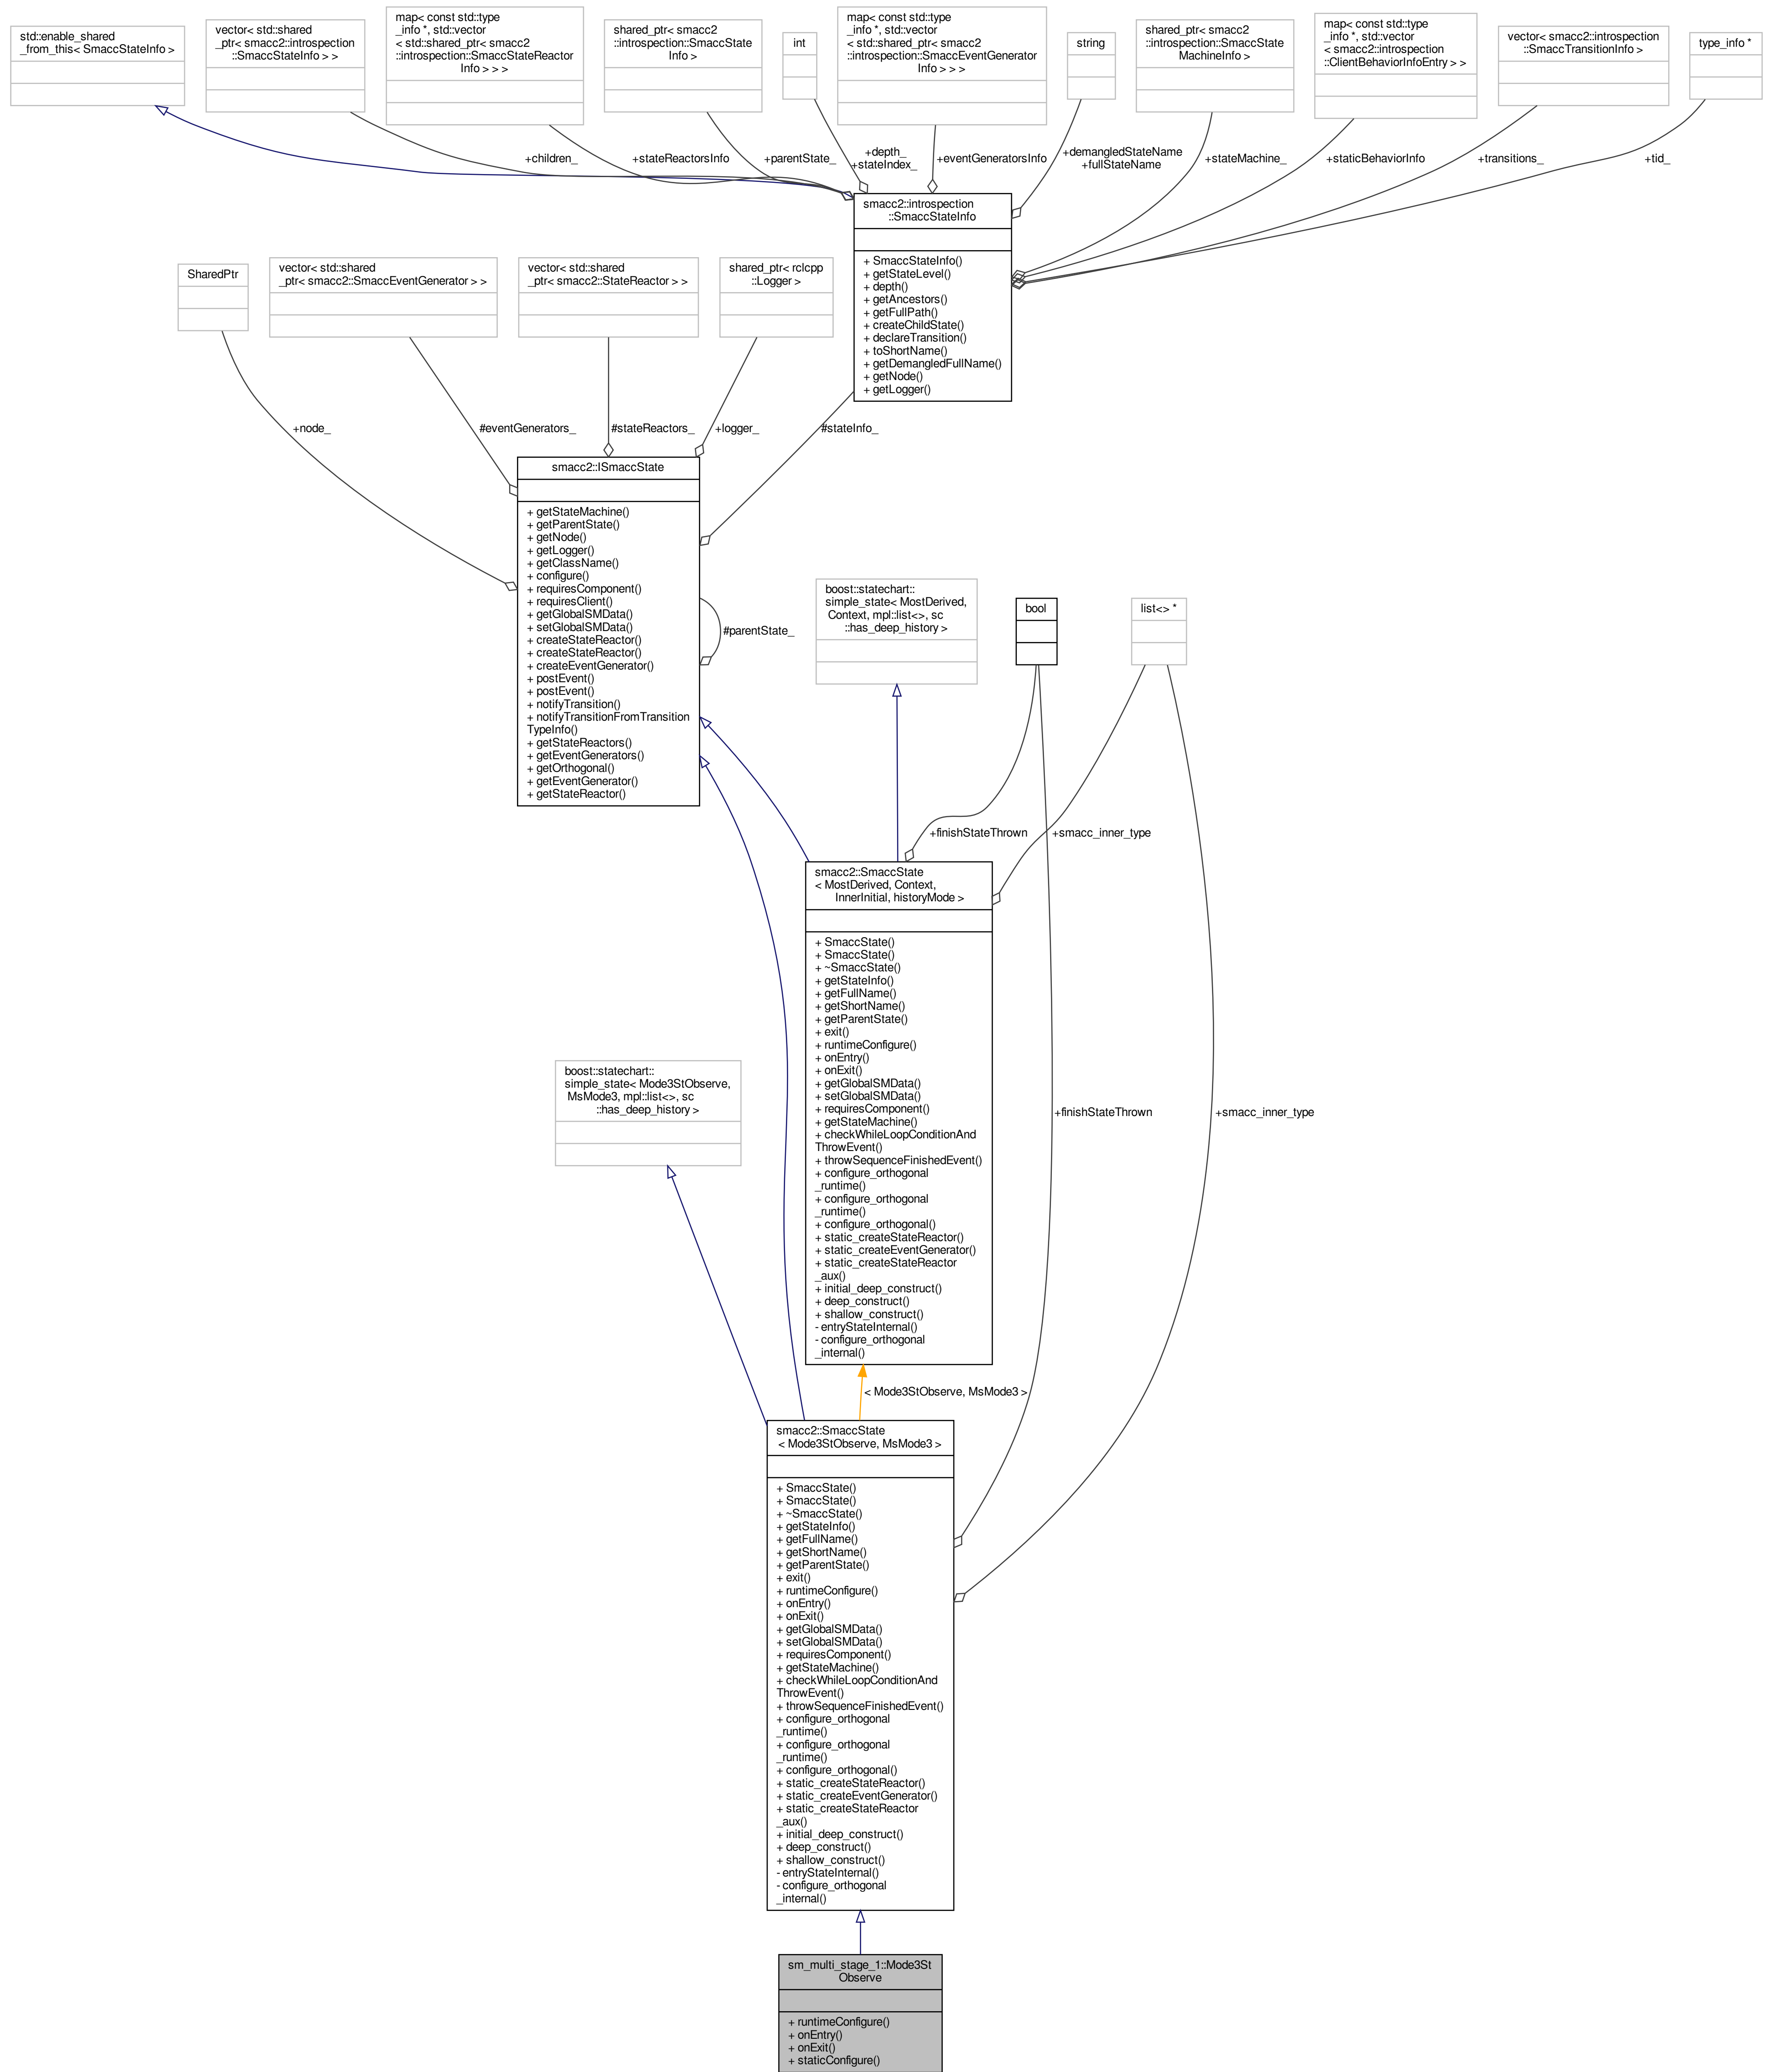 std::enable_shared
_from_this< SmaccStateInfo >
vector< std::shared
_ptr< smacc2::introspection
::SmaccStateInfo > >
map< const std::type
_info *, std::vector
< std::shared_ptr< smacc2
::introspection::SmaccStateReactor
Info > > >
shared_ptr< smacc2
::introspection::SmaccState
Info >
int
map< const std::type
_info *, std::vector
< std::shared_ptr< smacc2
::introspection::SmaccEventGenerator
Info > > >
string
shared_ptr< smacc2
::introspection::SmaccState
MachineInfo >
map< const std::type
_info *, std::vector
< smacc2::introspection
::ClientBehaviorInfoEntry > >
vector< smacc2::introspection
::SmaccTransitionInfo >
type_info *
+children_
+stateReactorsInfo
+parentState_
+depth_
+stateIndex_
+eventGeneratorsInfo
+demangledStateName
+fullStateName
+stateMachine_
+staticBehaviorInfo
+transitions_
+tid_
smacc2::introspection
::SmaccStateInfo
+ SmaccStateInfo()
+ getStateLevel()
+ depth()
+ getAncestors()
+ getFullPath()
+ createChildState()
+ declareTransition()
+ toShortName()
+ getDemangledFullName()
+ getNode()
+ getLogger()
SharedPtr
vector< std::shared
_ptr< smacc2::SmaccEventGenerator > >
vector< std::shared
_ptr< smacc2::StateReactor > >
shared_ptr< rclcpp
::Logger >
+node_
#eventGenerators_
#stateReactors_
+logger_
#stateInfo_
smacc2::ISmaccState
+ getStateMachine()
+ getParentState()
+ getNode()
+ getLogger()
+ getClassName()
+ configure()
+ requiresComponent()
+ requiresClient()
+ getGlobalSMData()
+ setGlobalSMData()
+ createStateReactor()
+ createStateReactor()
+ createEventGenerator()
+ postEvent()
+ postEvent()
+ notifyTransition()
+ notifyTransitionFromTransition
TypeInfo()
+ getStateReactors()
+ getEventGenerators()
+ getOrthogonal()
+ getEventGenerator()
+ getStateReactor()
#parentState_
boost::statechart::
simple_state< MostDerived,
Context, mpl::list<>, sc
::has_deep_history >
bool
list<> *
+finishStateThrown
+smacc_inner_type
smacc2::SmaccState
< MostDerived, Context,
InnerInitial, historyMode >
+ SmaccState()
+ SmaccState()
+ ~SmaccState()
+ getStateInfo()
+ getFullName()
+ getShortName()
+ getParentState()
+ exit()
+ runtimeConfigure()
+ onEntry()
+ onExit()
+ getGlobalSMData()
+ setGlobalSMData()
+ requiresComponent()
+ getStateMachine()
+ checkWhileLoopConditionAnd
ThrowEvent()
+ throwSequenceFinishedEvent()
+ configure_orthogonal
_runtime()
+ configure_orthogonal
_runtime()
+ configure_orthogonal()
+ static_createStateReactor()
+ static_createEventGenerator()
+ static_createStateReactor
_aux()
+ initial_deep_construct()
+ deep_construct()
+ shallow_construct()
- entryStateInternal()
- configure_orthogonal
_internal()
boost::statechart::
simple_state< Mode3StObserve,
MsMode3, mpl::list<>, sc
::has_deep_history >
+finishStateThrown
+smacc_inner_type
< Mode3StObserve, MsMode3 >
smacc2::SmaccState
< Mode3StObserve, MsMode3 >
+ SmaccState()
+ SmaccState()
+ ~SmaccState()
+ getStateInfo()
+ getFullName()
+ getShortName()
+ getParentState()
+ exit()
+ runtimeConfigure()
+ onEntry()
+ onExit()
+ getGlobalSMData()
+ setGlobalSMData()
+ requiresComponent()
+ getStateMachine()
+ checkWhileLoopConditionAnd
ThrowEvent()
+ throwSequenceFinishedEvent()
+ configure_orthogonal
_runtime()
+ configure_orthogonal
_runtime()
+ configure_orthogonal()
+ static_createStateReactor()
+ static_createEventGenerator()
+ static_createStateReactor
_aux()
+ initial_deep_construct()
+ deep_construct()
+ shallow_construct()
- entryStateInternal()
- configure_orthogonal
_internal()
sm_multi_stage_1::Mode3St
Observe
+ runtimeConfigure()
+ onEntry()
+ onExit()
+ staticConfigure()